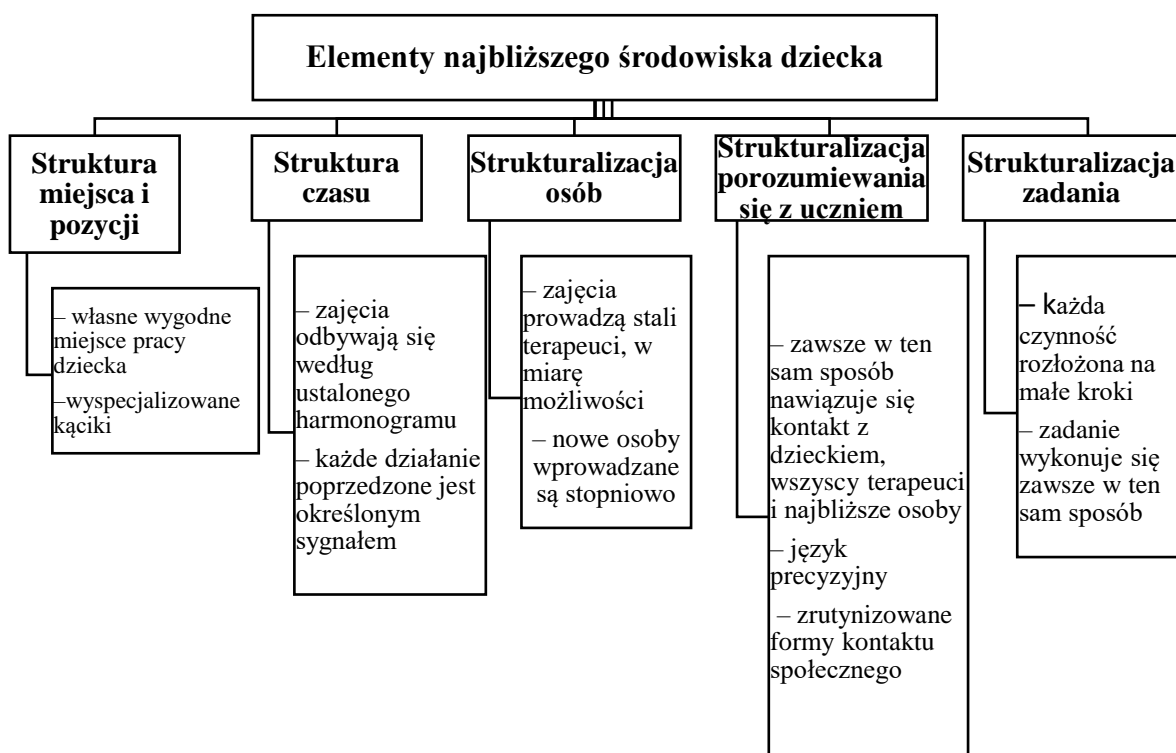 Elementy najbliższego środowiska dziecka
Struktura
miejsca i
pozycji
– własne wygodne
miejsce pracy
dziecka
–wyspecjalizowane
kąciki
Struktura
czasu
– zajęcia
odbywają się
według
ustalonego
harmonogramu
– każde działanie
poprzedzone jest
określonym
sygnałem
Strukturalizacja
osób
– zajęcia
prowadzą stali
terapeuci, w
miarę
możliwości
– nowe osoby
wprowadzane
są stopniowo
Strukturalizacja
porozumiewania
się z uczniem
– zawsze w ten
sam sposób
nawiązuje się
kontakt z
dzieckiem,
wszyscy terapeuci
i najbliższe osoby
– język
precyzyjny
– zrutynizowane
formy kontaktu
społecznego
Strukturalizacja
zadania
– każda
czynność
rozłożona na
małe kroki
– zadanie
wykonuje się
zawsze w ten
sam sposób